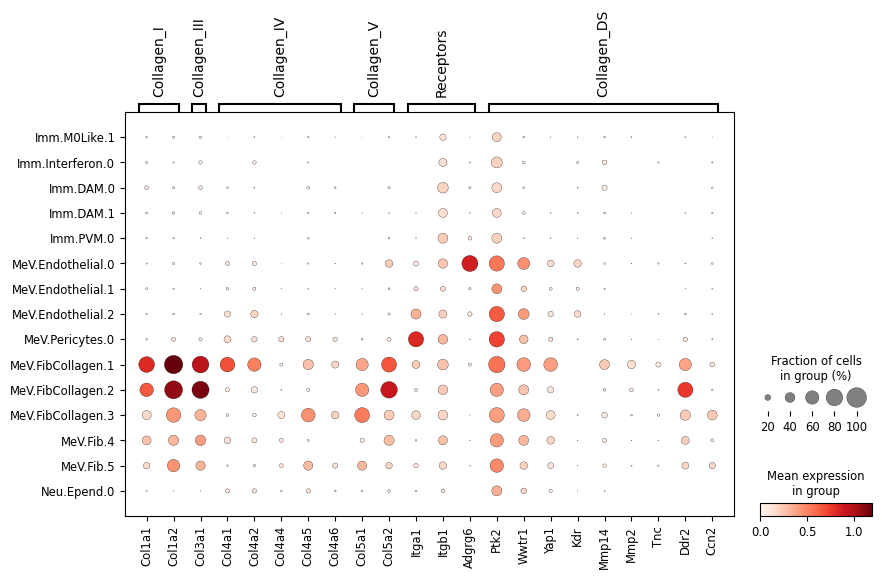 Collagen_I
Collagen_III
Collagen_IV
Collagen_V
Receptors
Collagen_DS
Imm.M0Like.1
Imm.Interferon.0
Imm.DAM.0
Imm.DAM.1
Imm.PVM.0
MeV.Endothelial.0
MeV.Endothelial.1
MeV.Endothelial.2
MeV.Pericytes.0
MeV.FibCollagen.1
MeV.FibCollagen.2
MeV.FibCollagen.3
MeV.Fib.4
MeV.Fib.5
Neu.Epend.0
Col1a1
Col1a2
Col3a1
Col4a1
Col4a2
Col4a4
Col4a5
Col4a6
Col5a1
Col5a2
Itga1
Itgb1
Adgrg6
Ptk2
Wwtr1
Yap1
Kdr
Mmp14
Mmp2
Tnc
Ddr2
Ccn2
Fraction of cells
in group (%)
20 40 60 80 100
Mean expression
in group
0.0 0.5 1.0